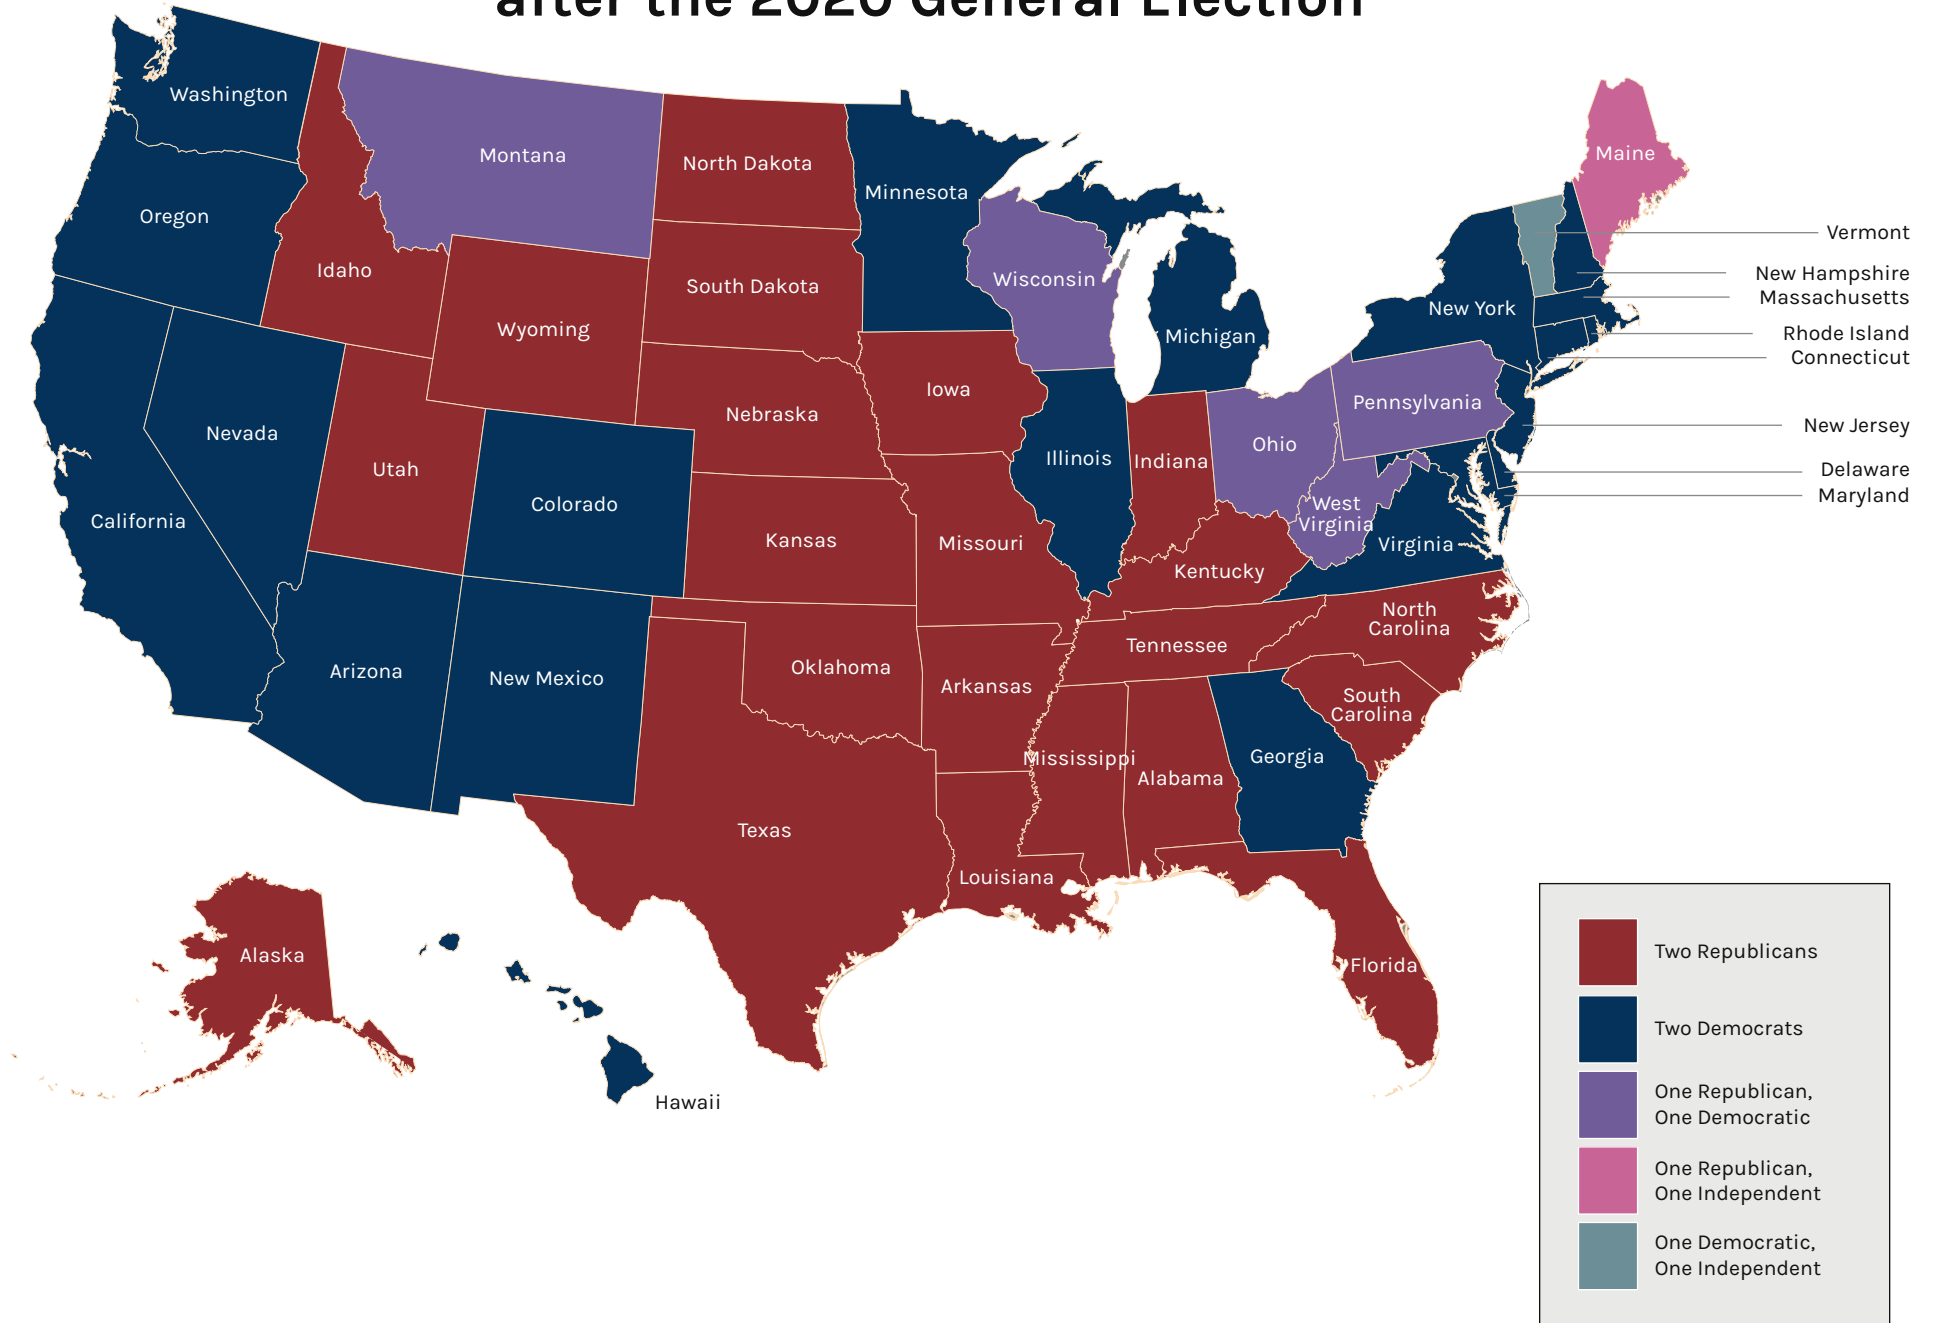 after the 2020 General Election
Washington
Oregon
Idaho
Montana
North Dakota
Minnesota
South Dakota
Wyoming
Wisconsin
Michigan
Maine
Vermont
New Hampshire
Massachusetts
New York
Rhode Island
Connecticut
Nebraska
Iowa
Pennsylvania
New Jersey
Nevada
Utah
Colorado
Illinois
Indiana
Ohio
Delaware
Maryland
California
Kansas
Missouri
West
Virginia
Virginia
Kentucky
North
Carolina
Tennessee
Arizona
New Mexico
Oklahoma
Arkansas
South
Carolina
Mississippi
Alabama
Georgia
Texas
Louisiana
Florida
Alaska
Hawaii
Two Republicans
Two Democrats
One Republican,
One Democratic
One Republican,
One Independent
One Democratic,
One Independent